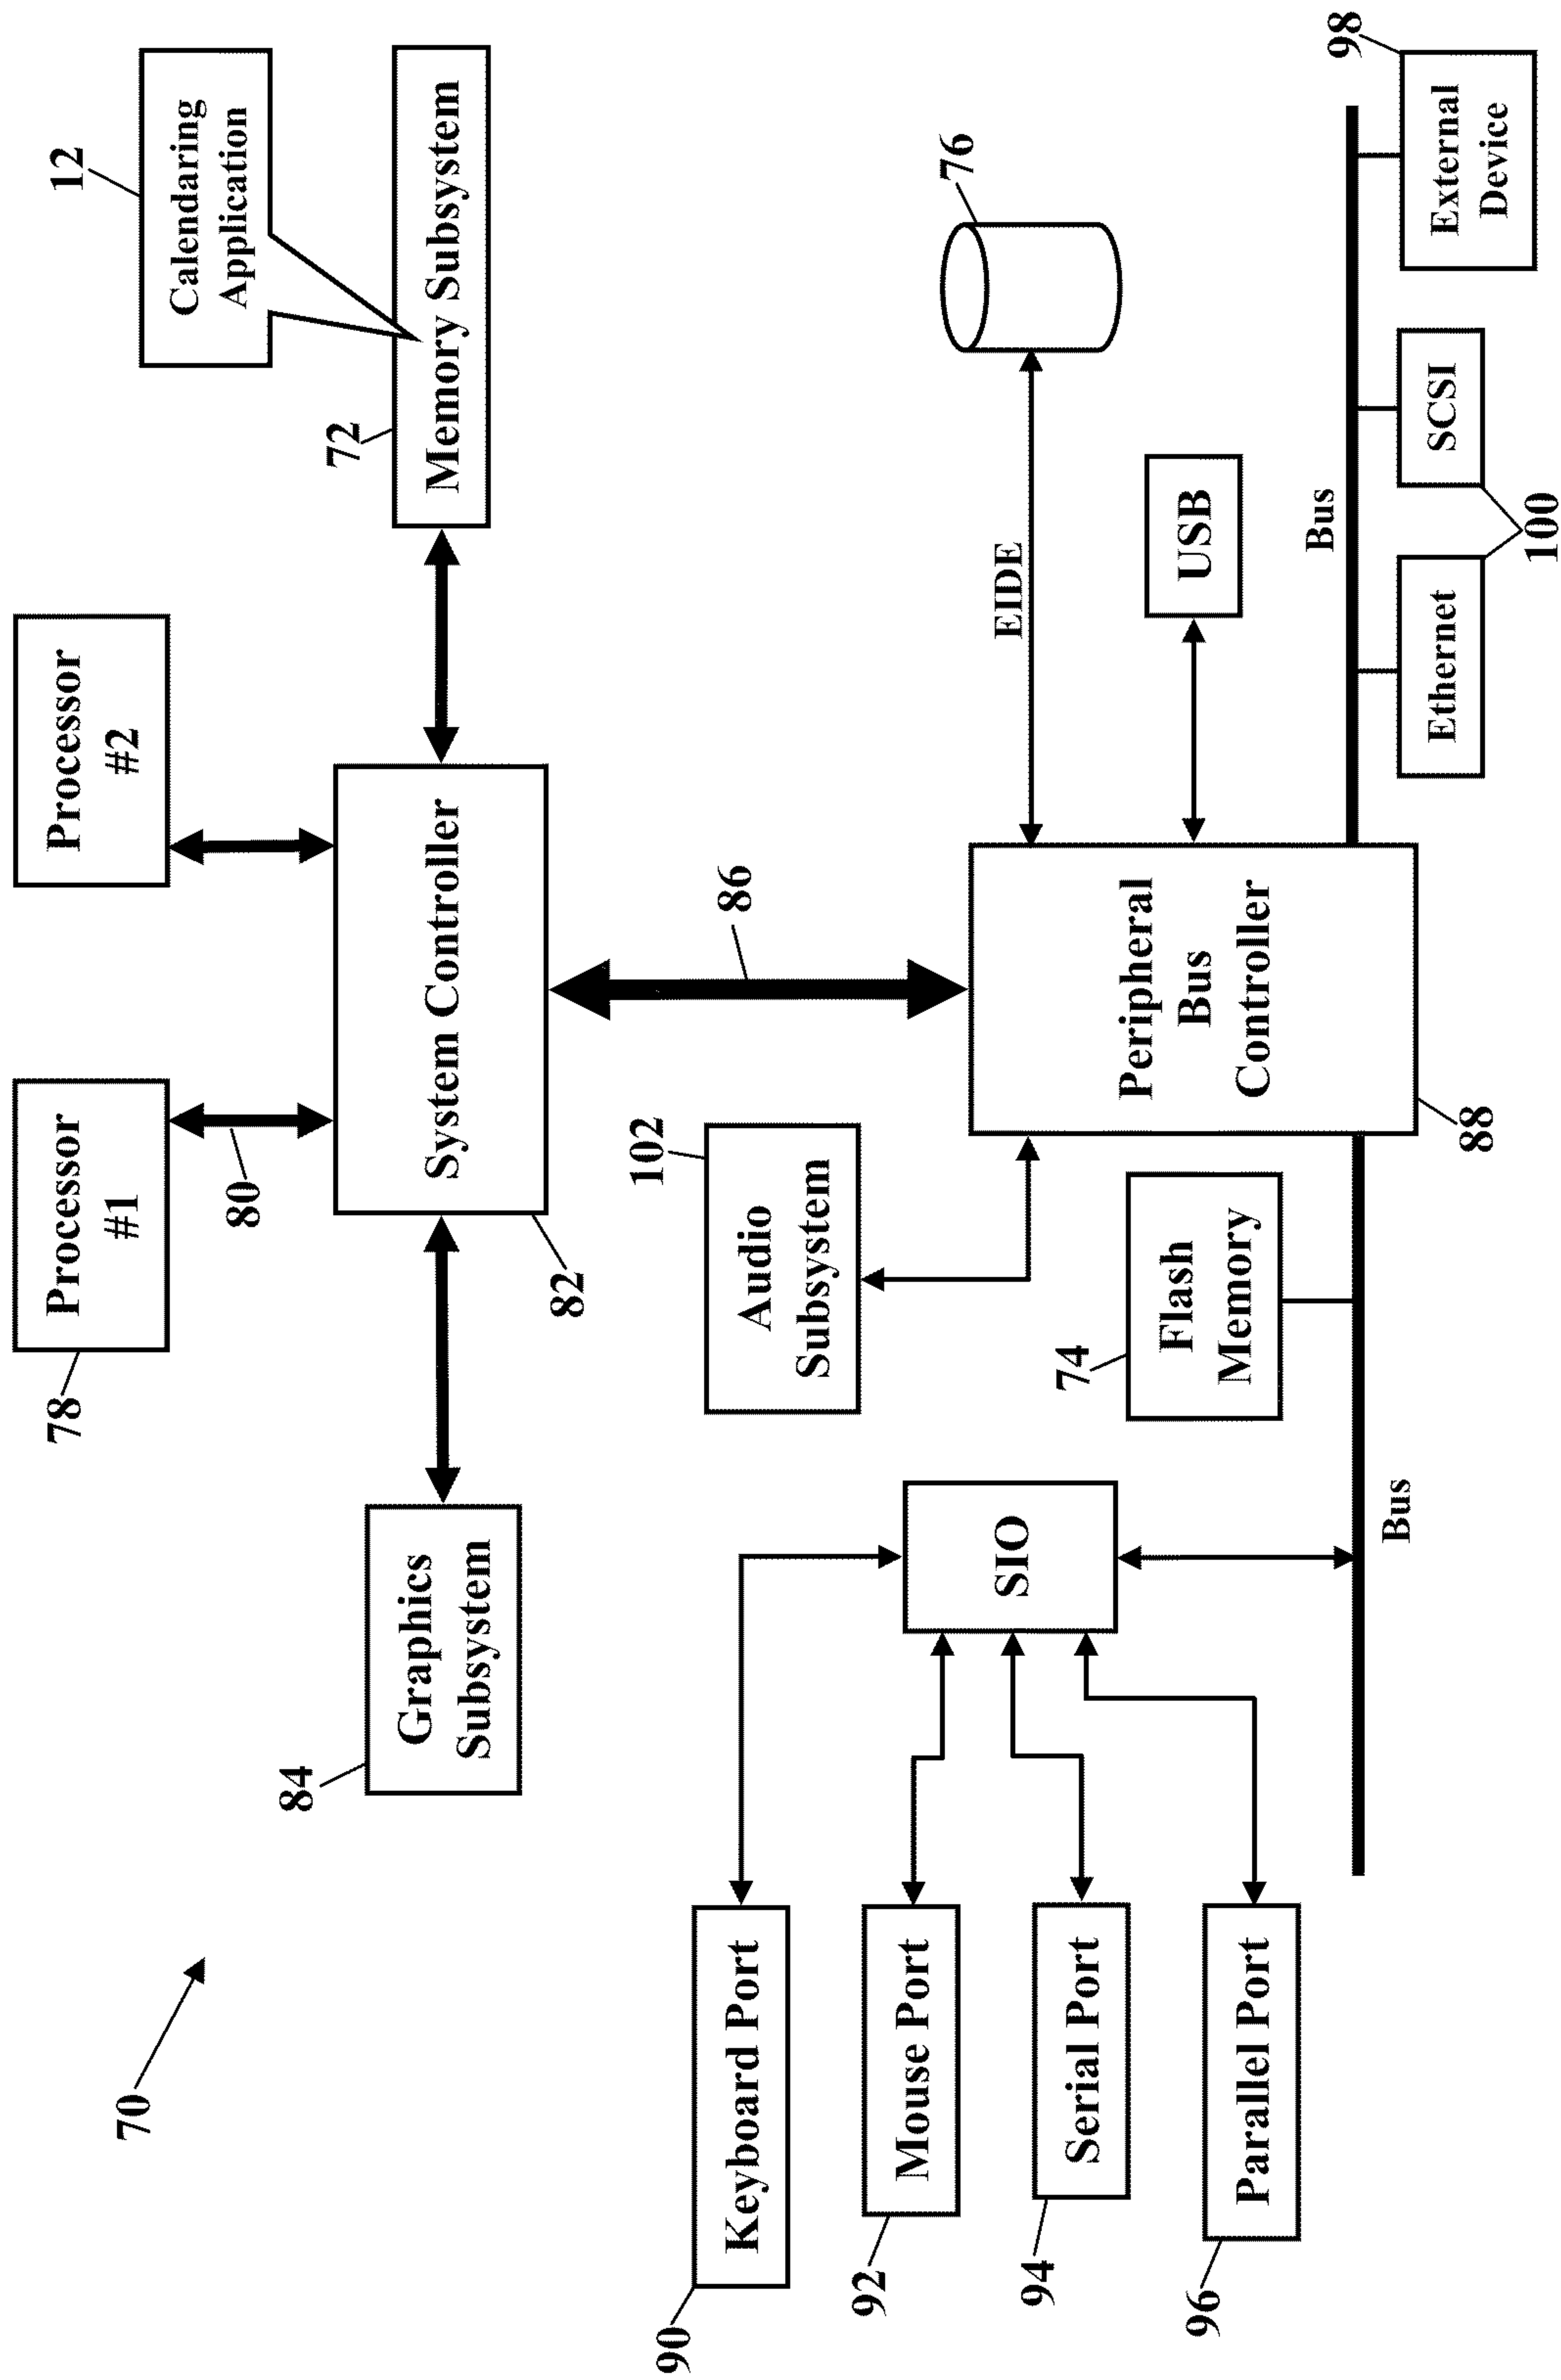 70
78
Processor
#1
80
Processor
#2
12
Calendaring
Application
84
Graphics
Subsystem
82
System Controller
72
Memory Subsystem
86
90
Keyboard Port
92
Mouse Port
94
Serial Port
96
Parallel Port
SIO
102
Audio
Subsystem
74
Flash
Memory
Bus
Peripheral
Bus
Controller
88
EIDE
76
USB
Bus
Ethernet
SCSI
100
External
Device
98